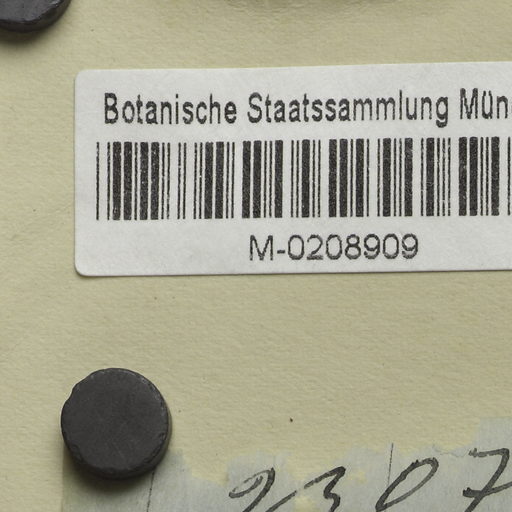 Botanische Staatssammlung Mün
M-0208909
2307